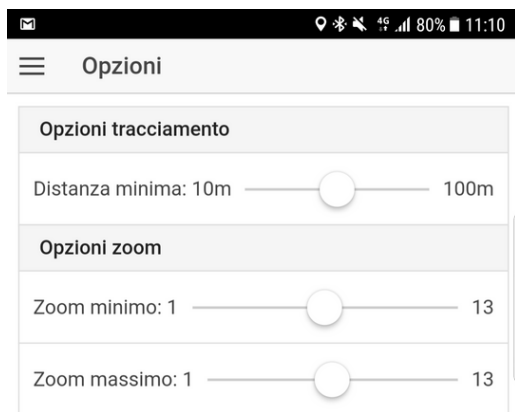 4G 80% 11:10
Opzioni
Opzioni tracciamento
Distanza minima: 10m 100m
Opzioni zoom
Zoom minimo: 1 13
Zoom massimo: 1 13